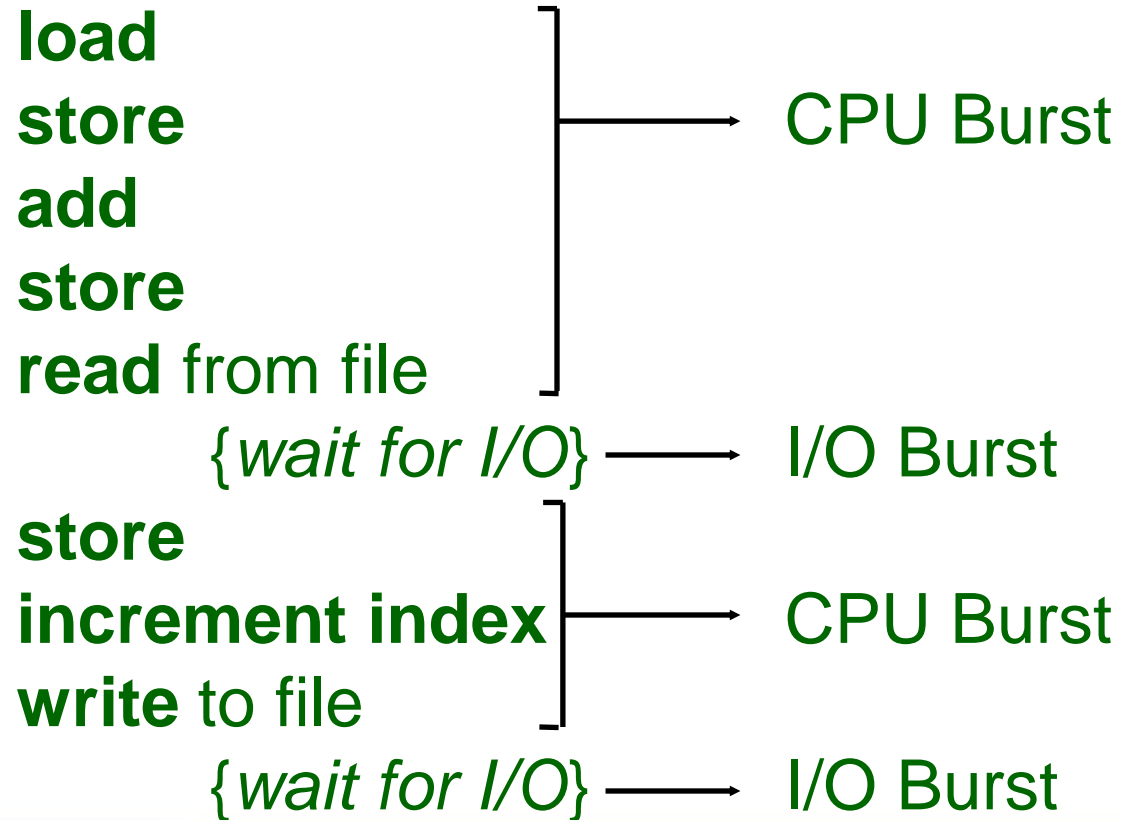 load
store CPU Burst
add
store
read from file
{wait for I/O} I/O Burst
store
increment index CPU Burst
write to file
{wait for I/O} I/O Burst